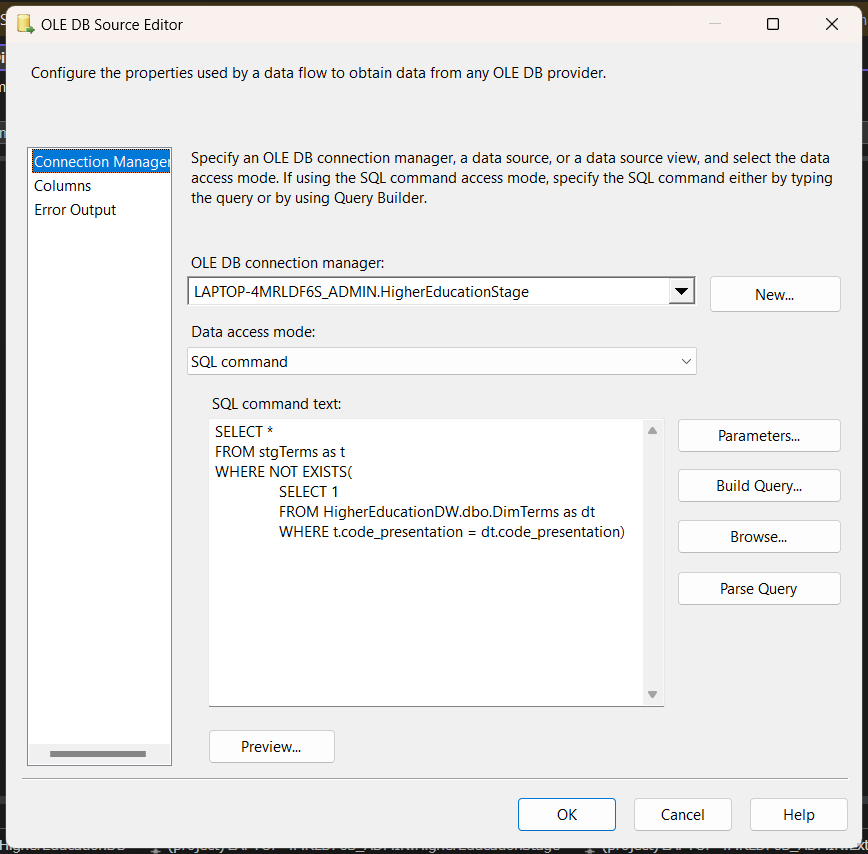 OLE DB Source Editor
Configure the properties used by a data flow to obtain data from any OLE DB provider.
Connection Manager
Columns
Error Output
Specify an OLE DB connection manager, a data source, or a data source view, and select the data
access mode. If using the SQL command access mode, specify the SQL command either by typing
the query or by using Query Builder.
OLE DB connection manager:
LAPTOP-4MRLDF6S_ADMIN.HigherEducationStage
New...
Data access mode:
SQL command
SQL command text:
SELECT *
FROM stgTerms as t
WHERE NOT EXISTS(
SELECT 1
FROM HigherEducationDW.dbo.DimTerms as dt
WHERE t.code_presentation = dt.code_presentation)
Parameters...
Build Query...
Browse...
Parse Query
Preview...
OK
Cancel
Help